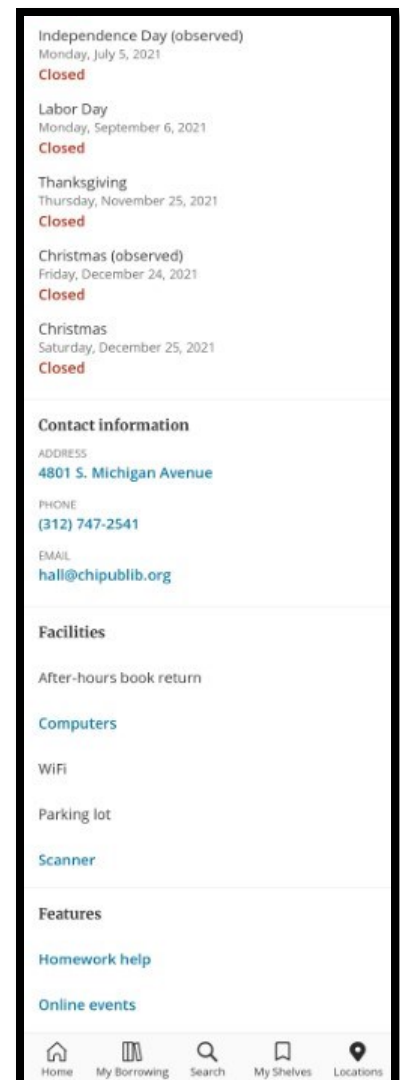 Independence Day (observed)
Monday, July 5, 2021
Closed
Labor Day
Monday, September 6, 2021
Closed
Thanksgiving
Thursday, November 25, 2021
Closed
Christmas (observed)
Friday, December 24, 2021
Closed
Christmas
Saturday, December 25, 2021
Closed
Contact information
ADDRESS
4801 S. Michigan Avenue
PHONE
(312) 747-2541
EMAIL
hall@chipublib.org
Facilities
After-hours book return
Computers
WiFi
Parking lot
Scanner
Features
Homework help
Online events
Home My Borrowing Search My Shelves Locations